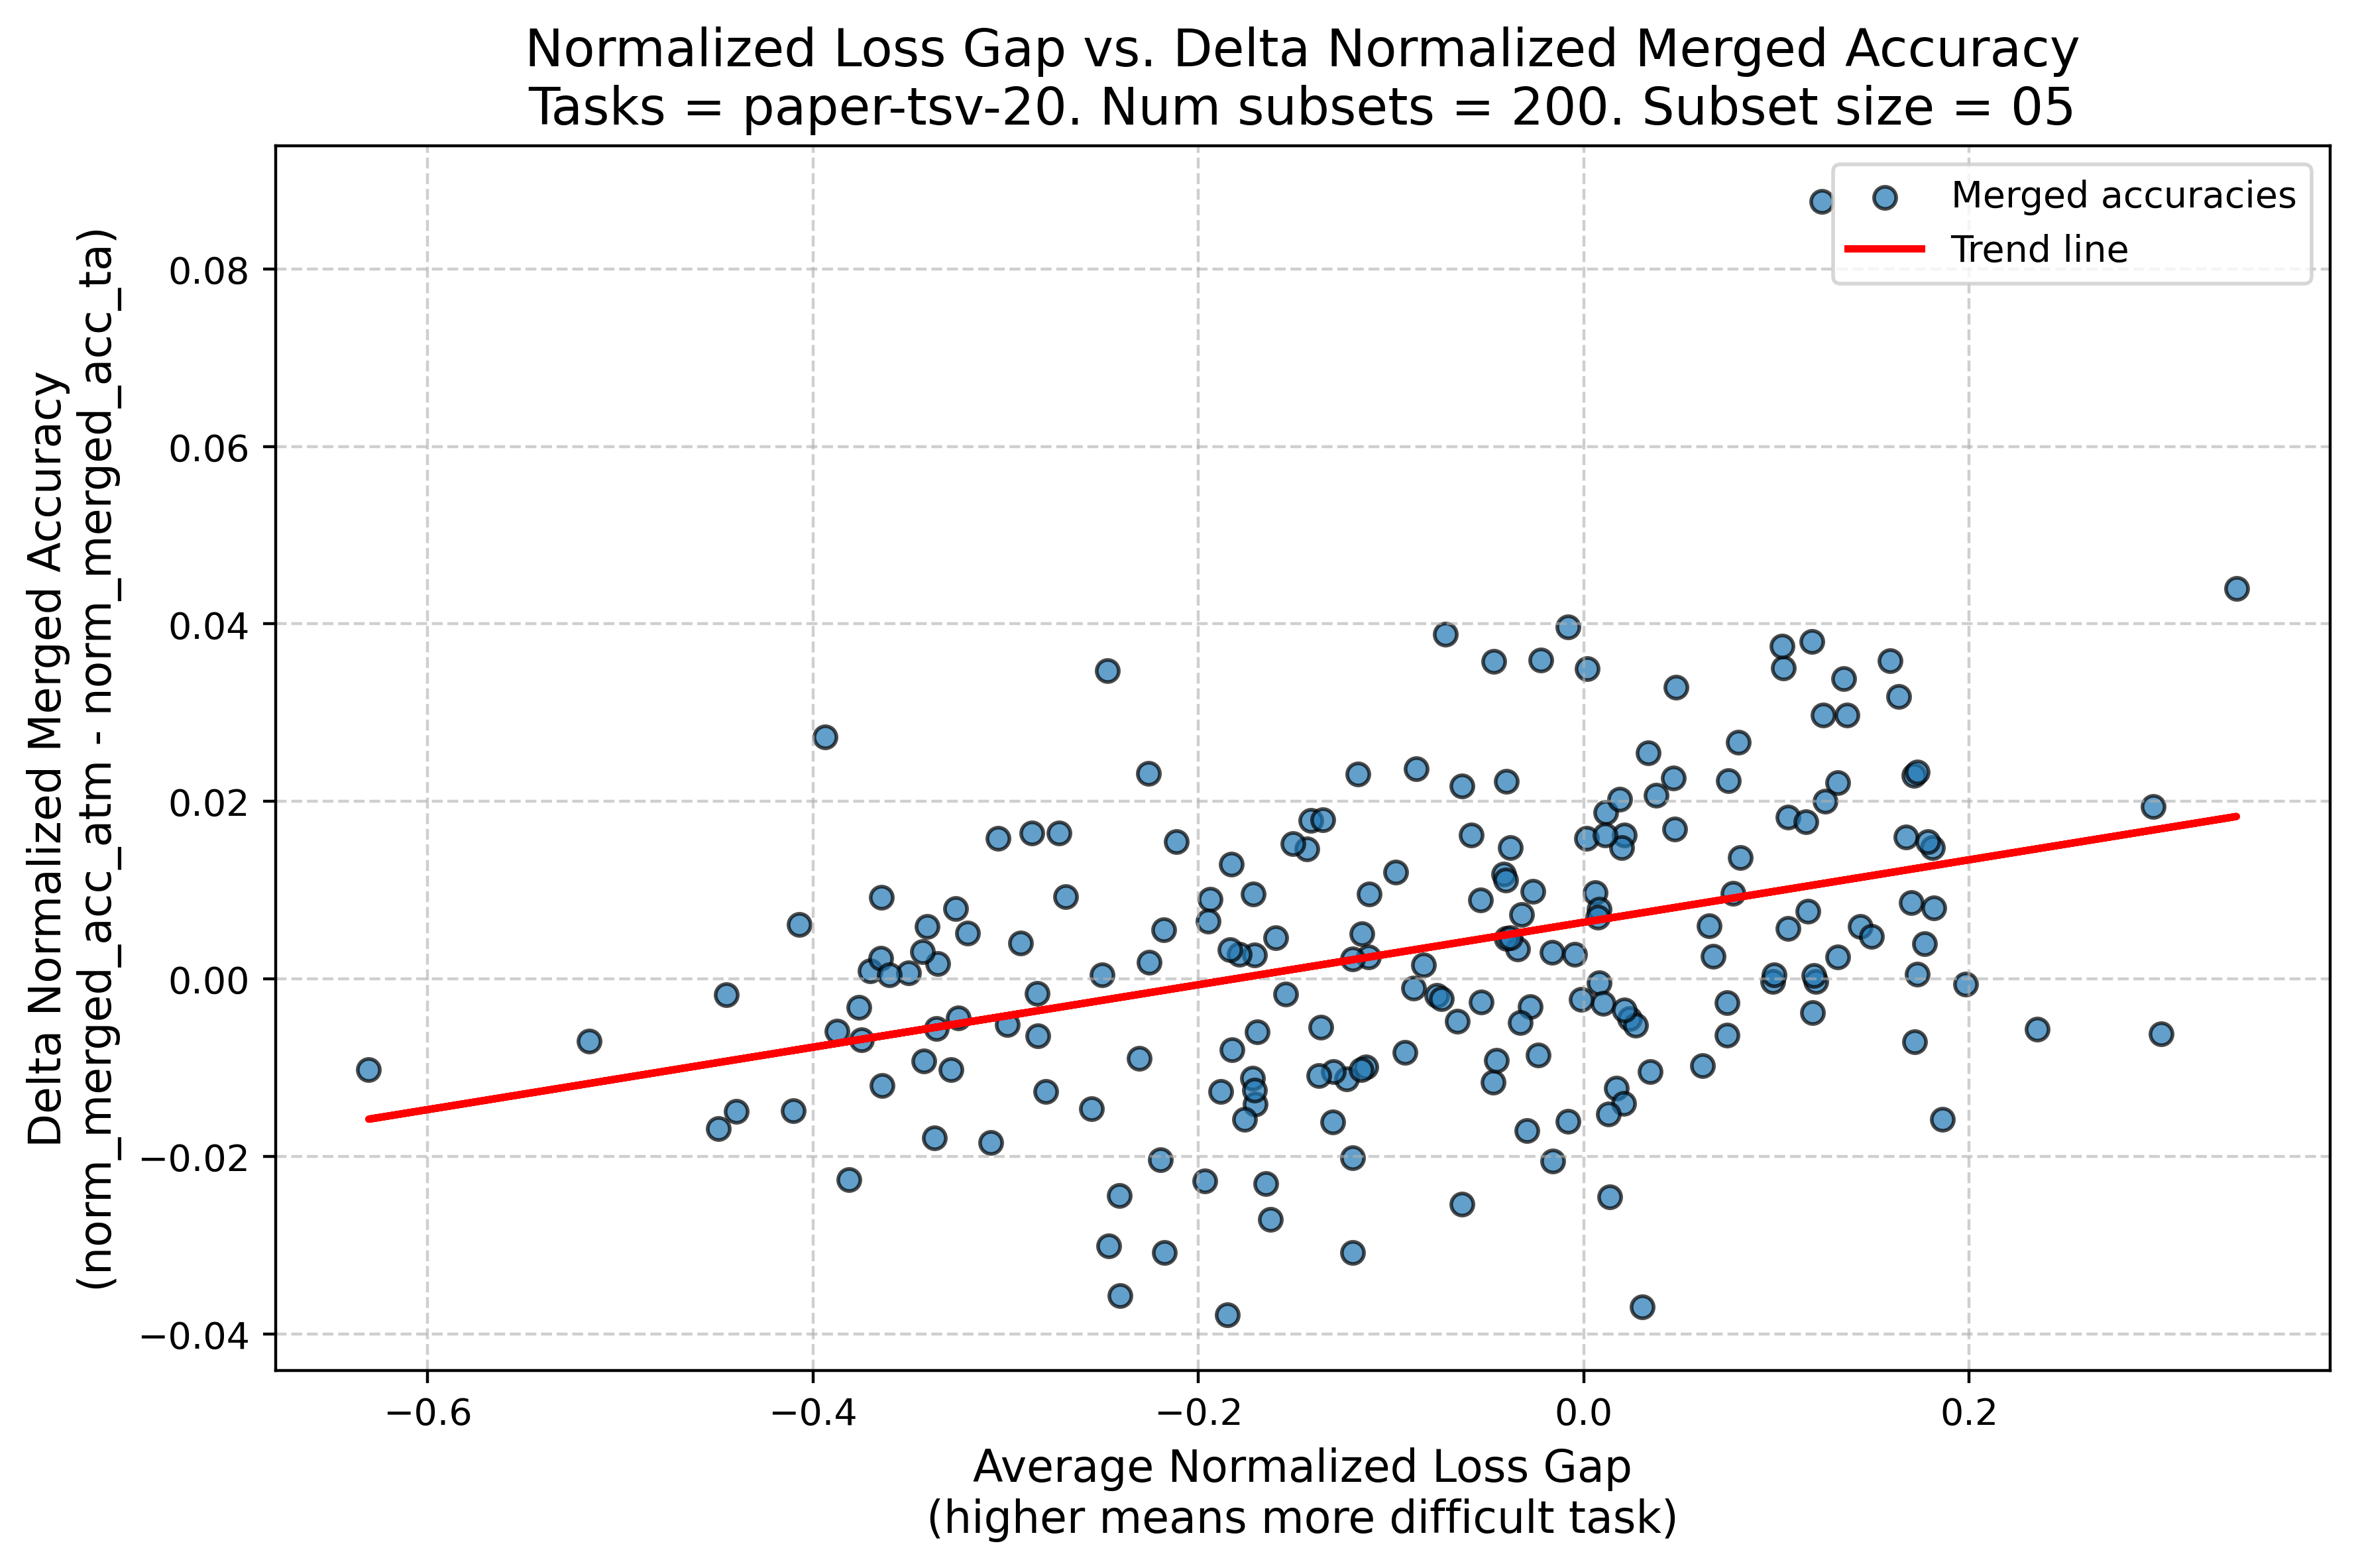 Normalized Loss Gap vs. Delta Normalized Merged Accuracy
Tasks = paper-tsv-20. Num subsets = 200. Subset size = 05
Merged accuracies
Trend line
Delta Normalized Merged Accuracy
(norm_merged_acc_atm - norm_merged_acc_ta)
0.08
0.06
0.04
0.02
0.00
−0.02
−0.04
−0.6
−0.4
−0.2
0.0
0.2
Average Normalized Loss Gap
(higher means more difficult task)